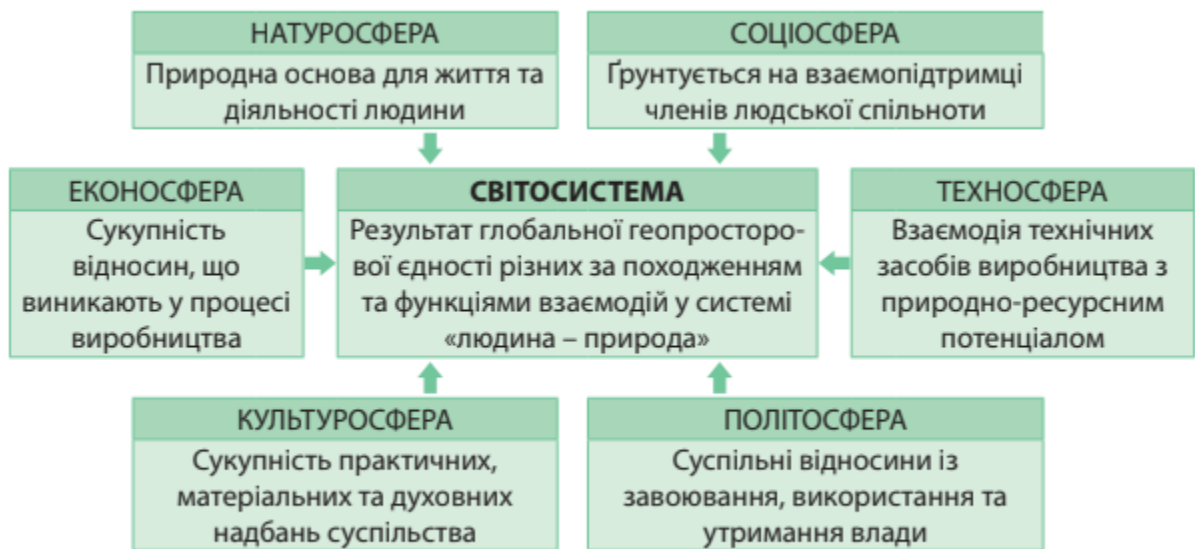 НАТУРОСФЕРА
Природна основа для життя та
діяльності людини
СОЦІОСФЕРА
Ґрунтується на взаємопідтримці
членів людської спільноти
ЕКОНОСФЕРА
Сукупність
відносин, що
виникають у процесі
виробництва
СВІТОСИСТЕМА
Результат глобальної геопросторо-
вої єдності різних за походженням
та функціями взаємодій у системі
«людина – природа»
ТЕХНОСФЕРА
Взаємодія технічних
засобів виробництва з
природно-ресурсним
потенціалом
КУЛЬТУРОСФЕРА
Сукупність практичних,
матеріальних та духовних
надбань суспільства
ПОЛІТОСФЕРА
Суспільні відносини із
завоювання, використання та
утримання влади